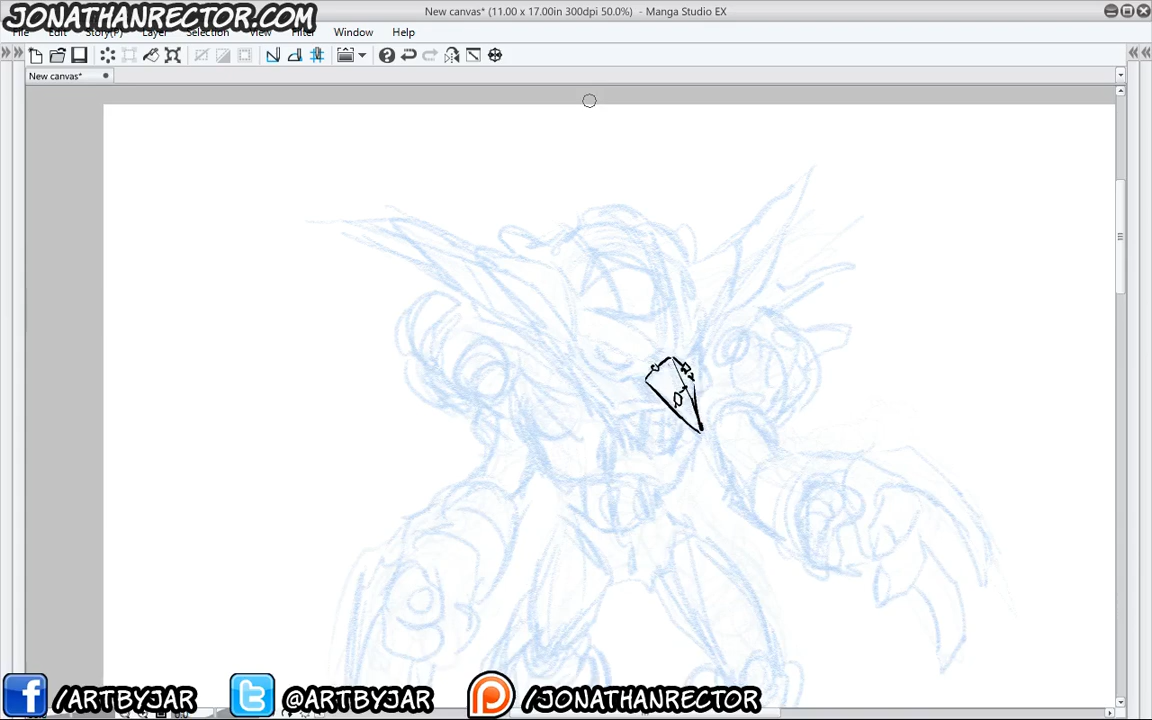 JONATHANRECTOR.COM
New canvas* (11.00 x 17.00in 300dpi 50.0%) - Manga Studio EX
File Edit Story(P) Layer Selection View Filter Window Help
New canvas*
/ARTBYJAR @ARTBYJAR /JONATHANRECTOR